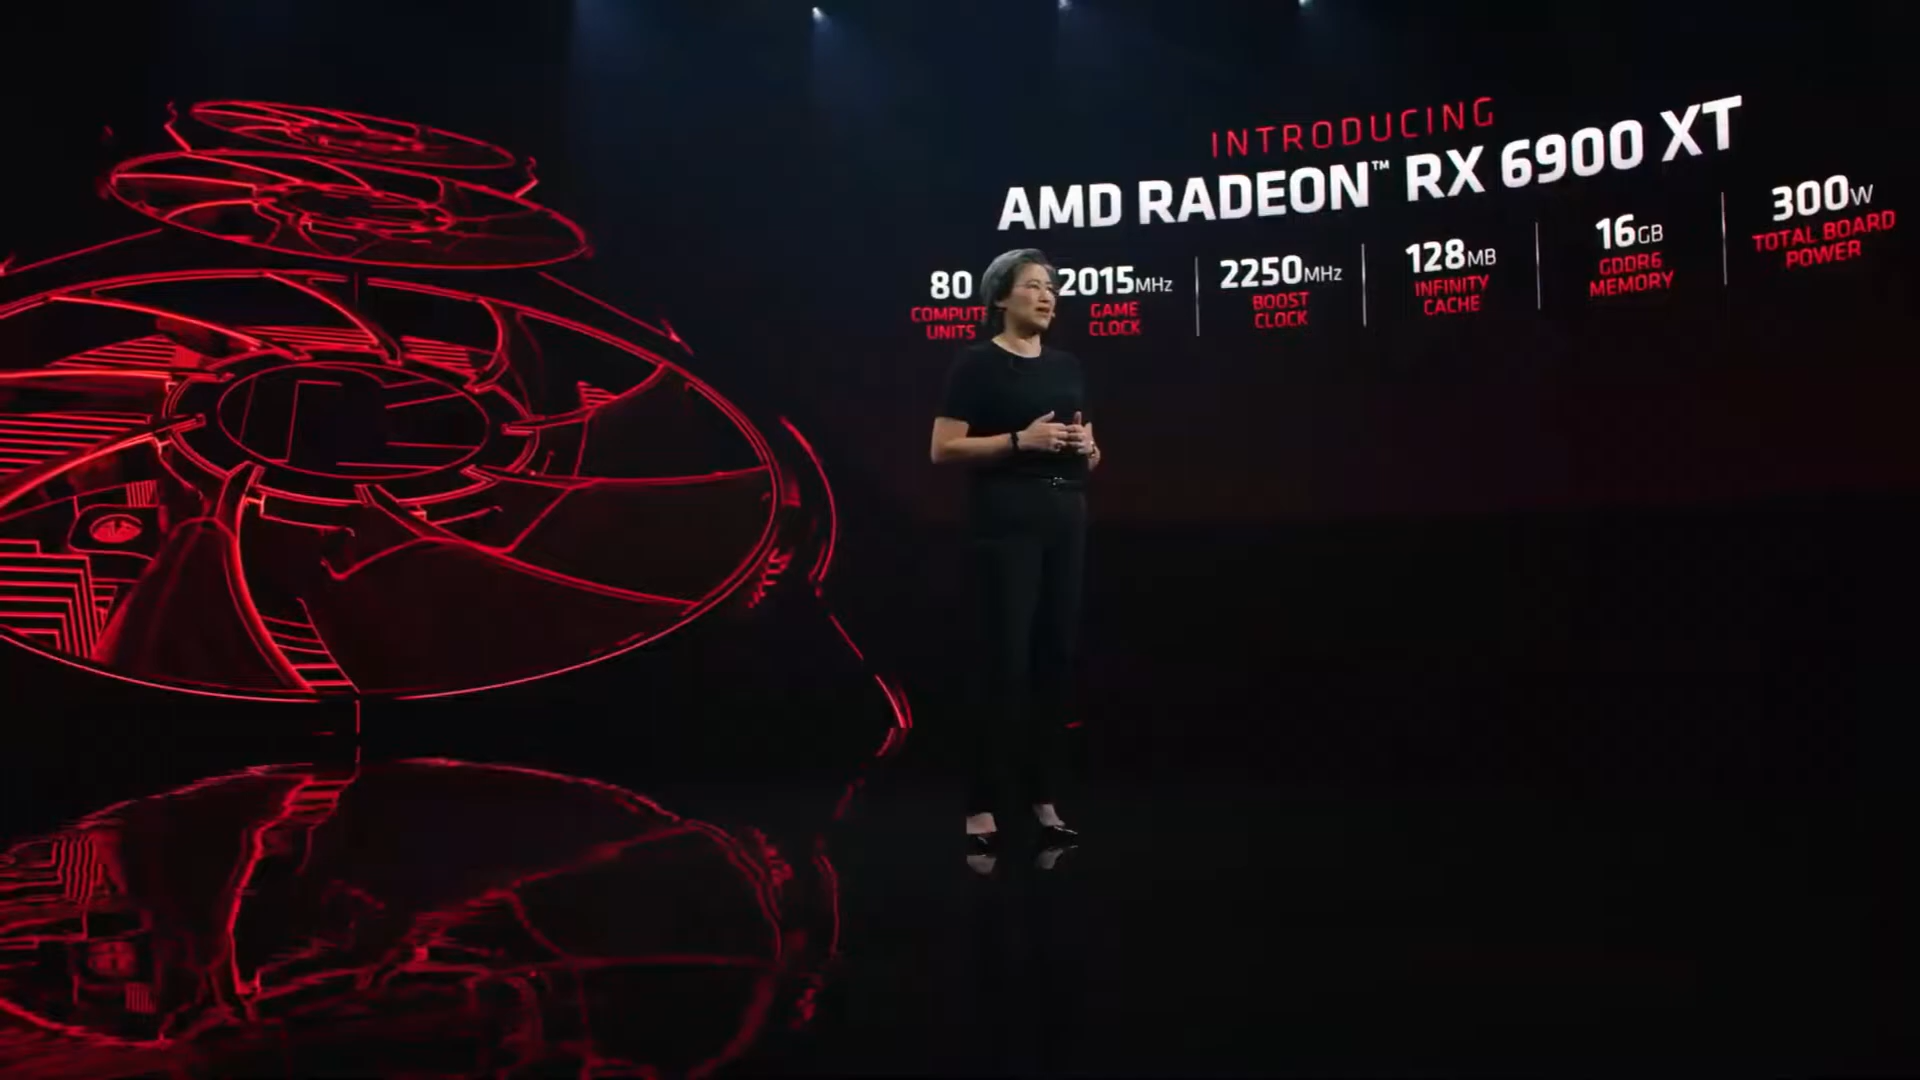 INTRODUCING
AMD RADEON™ RX 6900 XT
80
COMPUTE
UNITS
2015MHz
GAME
CLOCK
2250MHz
BOOST
CLOCK
128MB
INFINITY
CACHE
16GB
GDDR6
MEMORY
300W
TOTAL BOARD
POWER